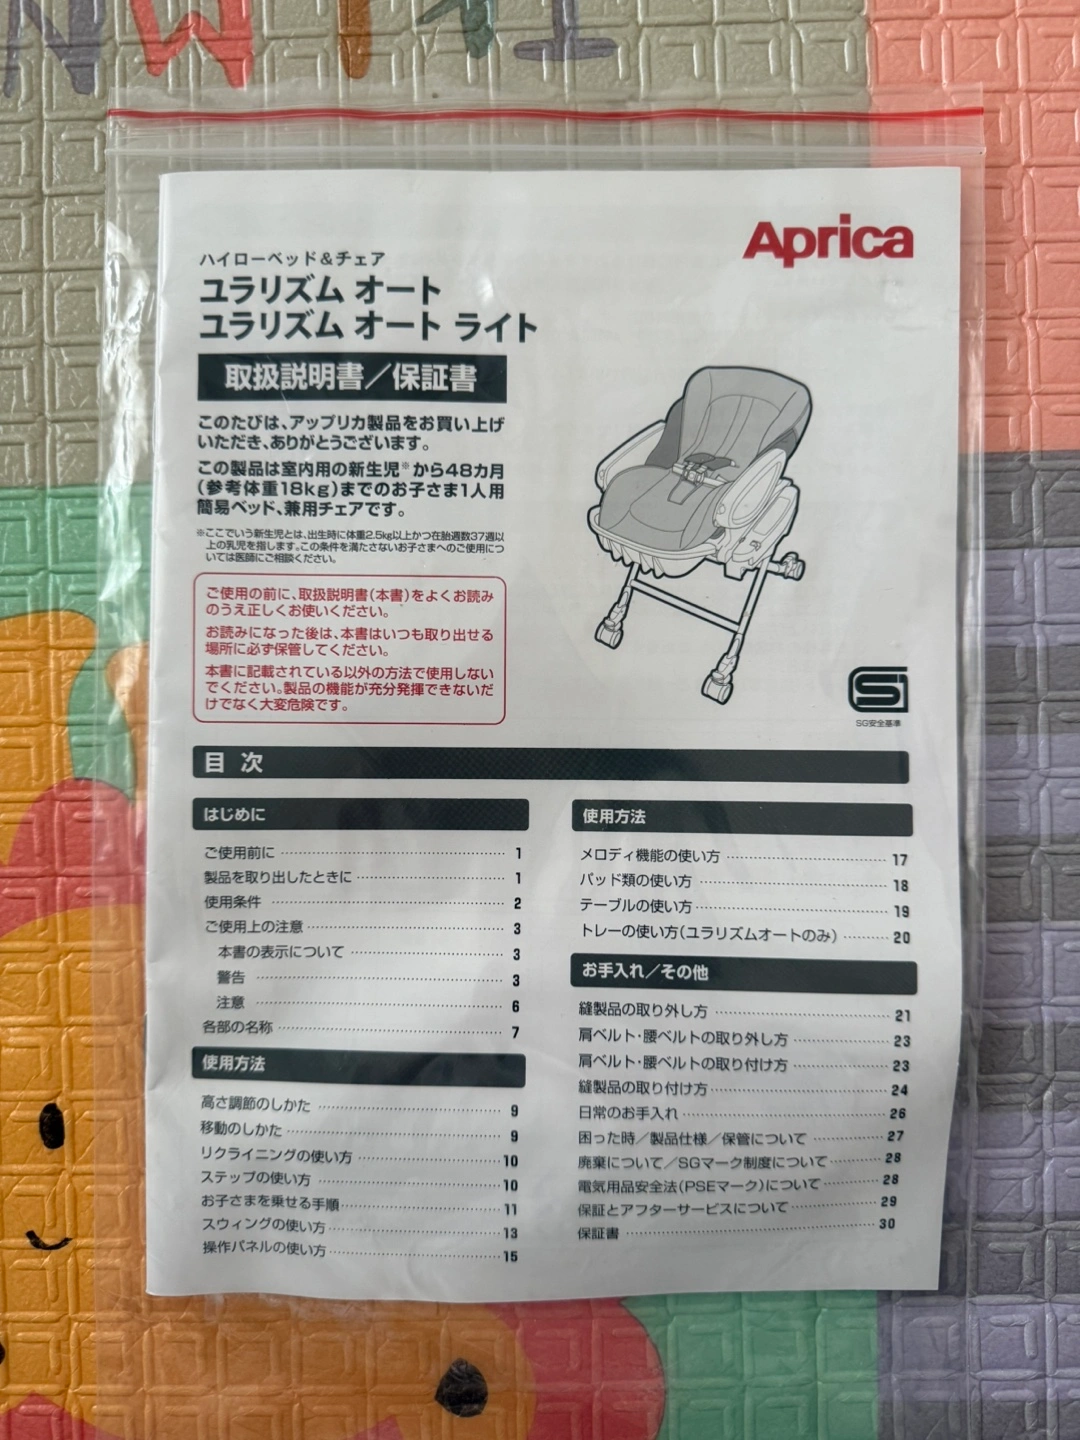 Aprica
ハイローベッド&チェア
ユラリズム オート
ユラリズム オート ライト
取扱説明書/保証書
このたびは、アップリカ製品をお買い上げ
いただき、ありがとうございます。
この製品は室内用の新生児※から48カ月
(参考体重18kg)までのお子さま1人用
簡易ベッド、兼用チェアです。
※ここでいう新生児とは、出生時に体重2.5kg以上かつ在胎週数37週以
上の乳児を指します。この条件を満たさないお子さまへのご使用につ
いては医師にご相談ください。
ご使用の前に、取扱説明書(本書)をよくお読み
のうえ正しくお使いください。
お読みになった後は、本書はいつも取り出せる
場所に必ず保管してください。
本書に記載されている以外の方法で使用しない
でください。製品の機能が充分発揮できないだ
けでなく大変危険です。
SG安全基準
目 次
はじめに
ご使用前に 1
製品を取り出したときに 1
使用条件 2
ご使用上の注意 3
本書の表示について 3
警告 3
注意 6
各部の名称 7
使用方法
高さ調節のしかた 9
移動のしかた 9
リクライニングの使い方 10
ステップの使い方 10
お子さまを乗せる手順 11
スウィングの使い方 13
操作パネルの使い方 15
使用方法
メロディ機能の使い方 17
パッド類の使い方 18
テーブルの使い方 19
トレーの使い方(ユラリズムオートのみ) 20
お手入れ/その他
縫製品の取り外し方 21
肩ベルト・腰ベルトの取り外し方 23
肩ベルト・腰ベルトの取り付け方 23
縫製品の取り付け方 24
日常のお手入れ 26
困った時/製品仕様/保管について 27
廃棄について/SGマーク制度について 28
電気用品安全法(PSEマーク)について 28
保証とアフターサービスについて 29
保証書 30